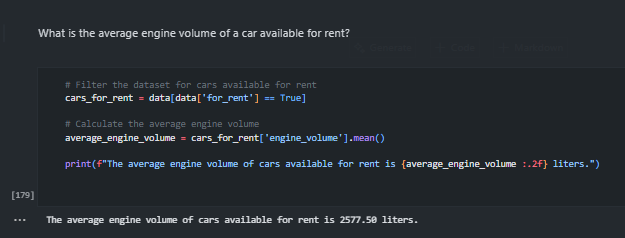 What is the average engine volume of a car available for rent?
# Filter the dataset for cars available for rent
cars_for_rent = data[data['for_rent'] == True]
# Calculate the average engine volume
average_engine_volume = cars_for_rent['engine_volume'].mean()
print(f"The average engine volume of cars available for rent is {average_engine_volume :.2f} liters.")
[179]
... The average engine volume of cars available for rent is 2577.50 liters.